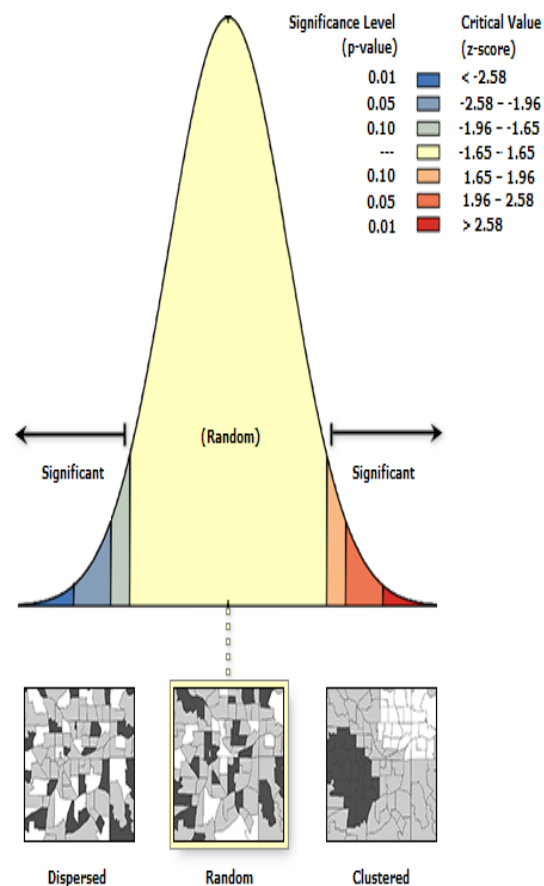 Significance Level Critical Value
(p-value) (z-score)
0.01 < -2.58
0.05 -2.58 – -1.96
0.10 -1.96 – -1.65
--- -1.65 – 1.65
0.10 1.65 – 1.96
0.05 1.96 – 2.58
0.01 > 2.58
(Random)
Significant Significant
Dispersed Random Clustered